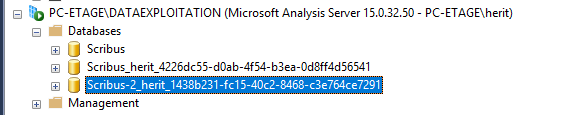 PC-ETAGE\DATAEXPLOITATION (Microsoft Analysis Server 15.0.32.50 - PC-ETAGE\herit)
Databases
Scribus
Scribus_herit_4226dc55-d0ab-4f54-b3ea-0d8ff4d56541
Scribus-2_herit_1438b231-fc15-40c2-8468-c3e764ce7291
Management